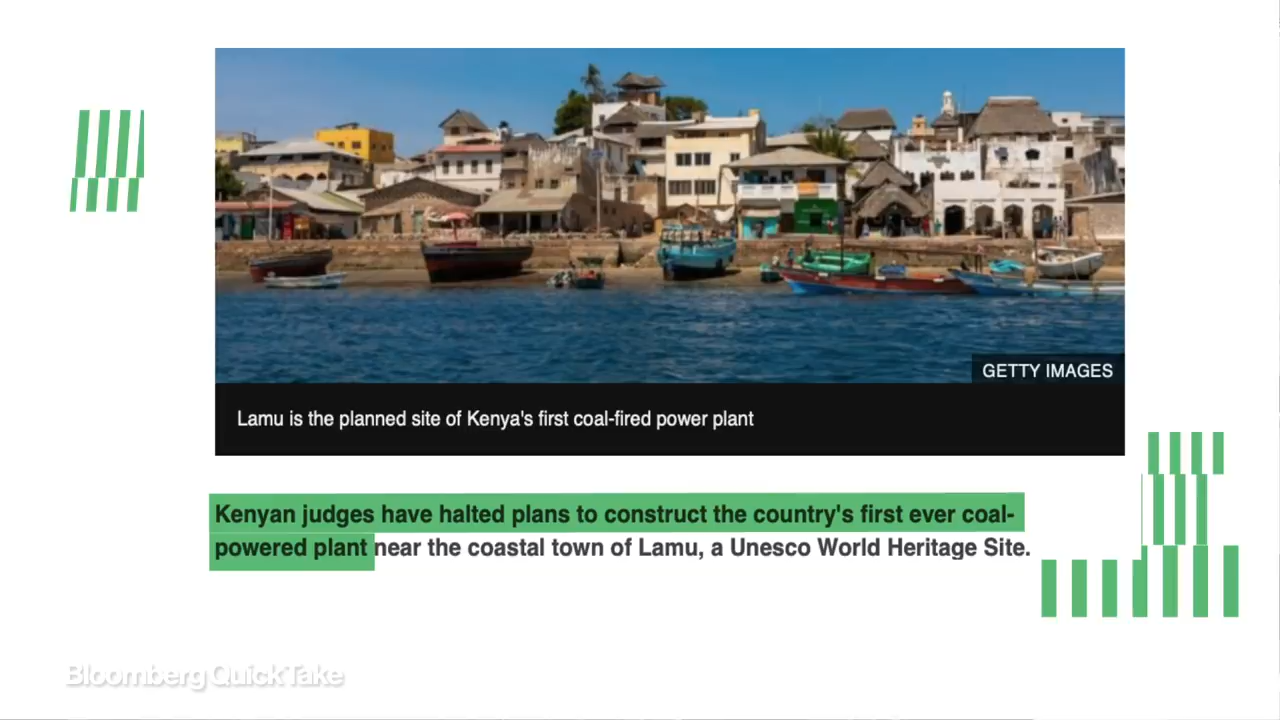 GETTY IMAGES
Lamu is the planned site of Kenya's first coal-fired power plant
Kenyan judges have halted plans to construct the country's first ever coal-
powered plant near the coastal town of Lamu, a Unesco World Heritage Site.
Bloomberg QuickTake